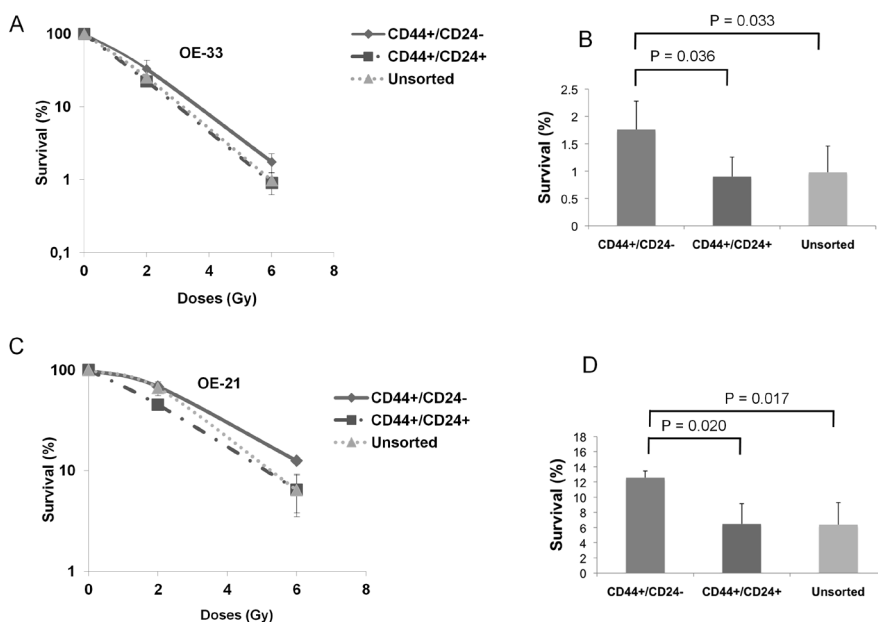 A
OE-33
CD44+/CD24-
CD44+/CD24+
Unsorted
Survival (%)
100
10
1
0,1
0
2
4
6
8
Doses (Gy)
B
P = 0.033
P = 0.036
Survival (%)
2.5
2
1.5
1
0.5
0
CD44+/CD24-
CD44+/CD24+
Unsorted
C
OE-21
CD44+/CD24-
CD44+/CD24+
Unsorted
Survival (%)
100
10
1
0
2
4
6
8
Doses (Gy)
D
P = 0.017
P = 0.020
Survival (%)
18
16
14
12
10
8
6
4
2
0
CD44+/CD24-
CD44+/CD24+
Unsorted